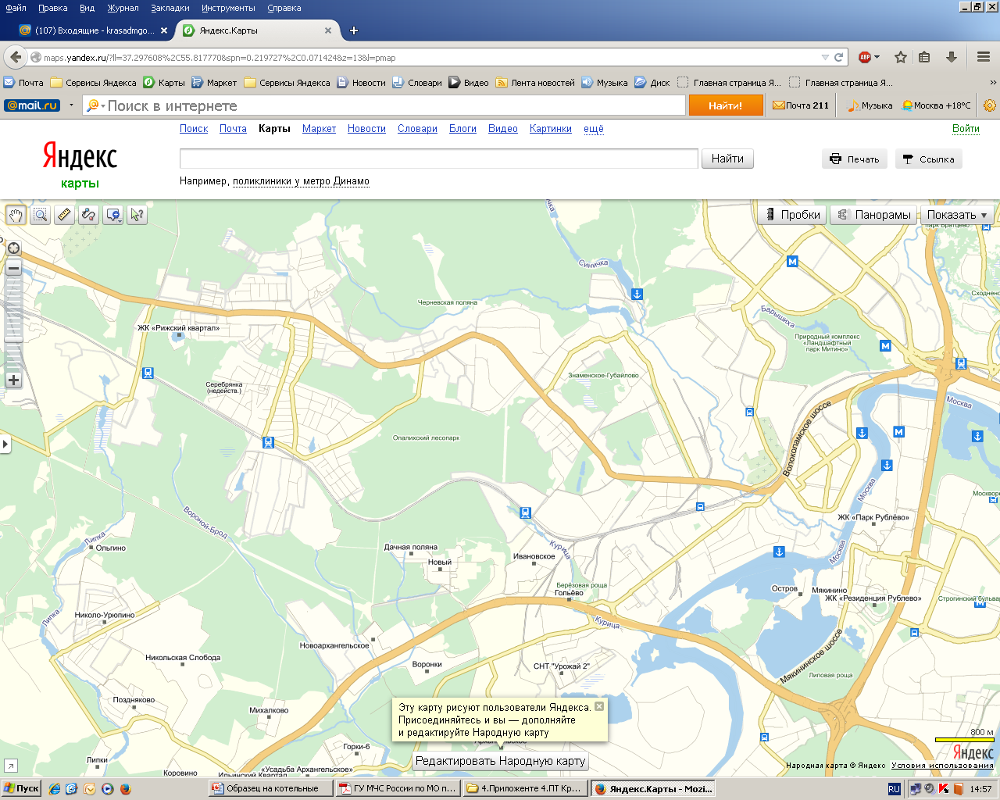 Файл Правка Вид Журнал Закладки Инструменты Справка
(107) Входящие - krasadmgo...
Яндекс.Карты
maps.yandex.ru/?ll=37.297608%2C55.817770&spn=0.219727%2C0.071424&z=13&l=pmap
ABP
Почта Сервисы Яндекса Карты Маркет Сервисы Яндекса Новости Словари Видео Лента новостей Музыка Диск Главная страница Я... Главная страница Я...
@mail.ru Поиск в интернете Найти! Почта 211 Музыка Москва +18°C
Поиск Почта Карты Маркет Новости Словари Блоги Видео Картинки ещё Войти
Яндекс
карты
Найти
Печать Ссылка
Например, поликлиники у метро Динамо
Пробки Панорамы Показать
парк Братцево
Синичка
Сходнено
Черневская поляна
Барышиха
ЖК «Рижский квартал»
Природный комплекс
«Ландшафтный
парк Митино»
Знаменское-Губайлово
Серебрянка
(недейств.)
Москва
Волоколамское шоссе
Опалиховский лесопарк
Москва
Москворе
Вороной-Брод
ЖК «Парк Рублёво»
Липка
Ольгино
Дачная поляна
Курица
Москва
Ивановское
Новый
Берёзовая роща
Гольёво
Остров
Мякинино
ЖК «Резиденция Рублево»
Строгинский бульвар
Липка
Николо-Урюпино
Курица
Новоархангельское
Мякининское шоссе
Никольская Слобода
Воронки
СНТ "Урожай 2"
Липовая роща
Поздняково
Михалково
Эту карту рисуют пользователи Яндекса.
Присоединяйтесь и вы — дополняйте
и редактируйте Народную карту
800 м
Горки-6
Липки
Редактировать Народную карту
Яндекс
Коровино
«Усадьба Архангельское»
Народная карта © Яндекс Условия использования
Пуск
Образец на котельные
ГУ МЧС России по МО п...
4.Приложенте 4.ПТ Кр...
Яндекс.Карты - Mozi...
RU
14:57